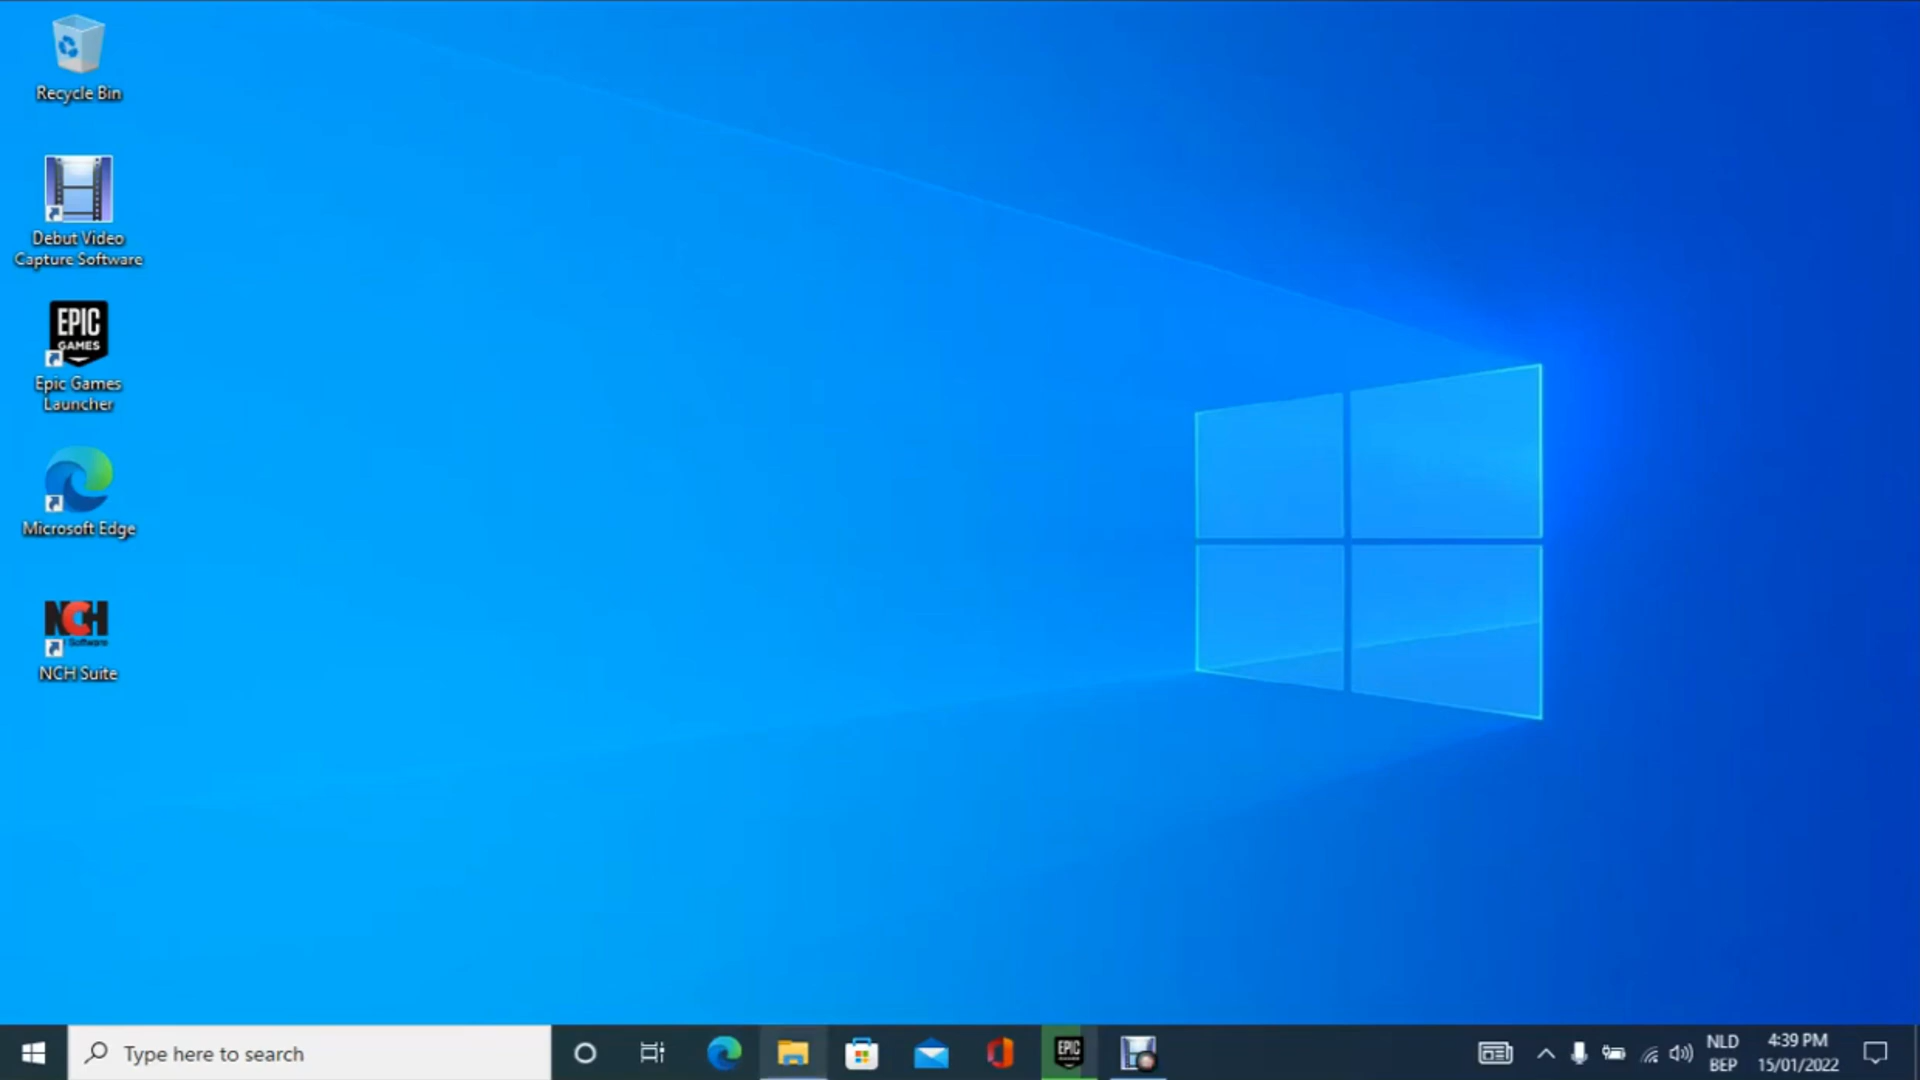 Recycle Bin
Debut Video
Capture Software
EPIC
GAMES
Epic Games
Launcher
Microsoft Edge
NCH
Software
NCH Suite
Type here to search
EPIC
NLD
BEP
4:39 PM
15/01/2022